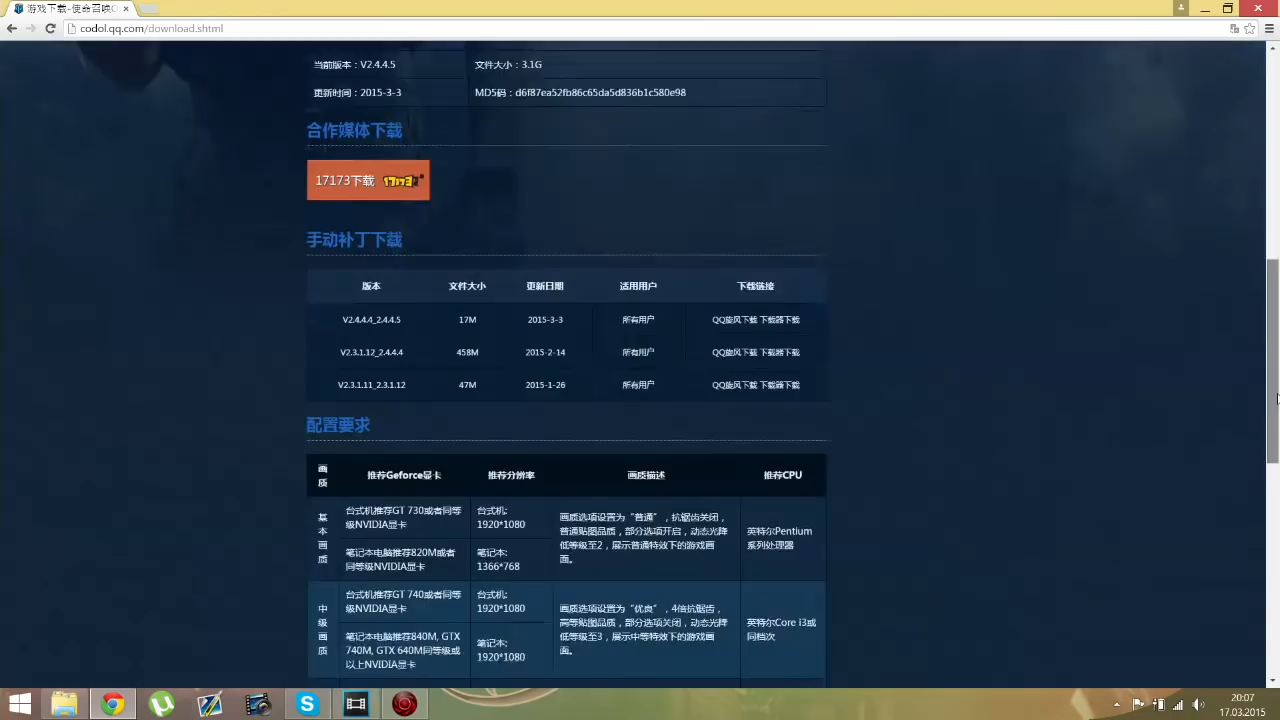 游戏下载-使命召唤O
codol.qq.com/download.shtml
当前版本：V2.4.4.5 文件大小：3.1G
更新时间：2015-3-3 MD5码：d6f87ea52fb86c65da5d836b1c580e98
合作媒体下载
17173下载 17173
手动补丁下载
版本 文件大小 更新日期 适用用户 下载链接
V2.4.4.4_2.4.4.5 17M 2015-3-3 所有用户 QQ旋风下载 下载器下载
V2.3.1.12_2.4.4.4 458M 2015-2-14 所有用户 QQ旋风下载 下载器下载
V2.3.1.11_2.3.1.12 47M 2015-1-26 所有用户 QQ旋风下载 下载器下载
配置要求
画质 推荐Geforce显卡 推荐分辨率 画质描述 推荐CPU
基本画质
台式机推荐GT 730或者同等
级NVIDIA显卡
台式机:
1920*1080
笔记本电脑推荐820M或者
同等级NVIDIA显卡
笔记本:
1366*768
画质选项设置为“普通”，抗锯齿关闭，
普通贴图品质，部分选项开启，动态光降
低等级至2，展示普通特效下的游戏画
面。
英特尔Pentium
系列处理器
中级画质
台式机推荐GT 740或者同等
级NVIDIA显卡
台式机:
1920*1080
笔记本电脑推荐840M, GTX
740M, GTX 640M同等级或
以上NVIDIA显卡
笔记本:
1920*1080
画质选项设置为“优良”，4倍抗锯齿，
高等贴图品质，部分选项关闭，动态光降
低等级至3，展示中等特效下的游戏画
面。
英特尔Core i3或
同档次
20:07
17.03.2015